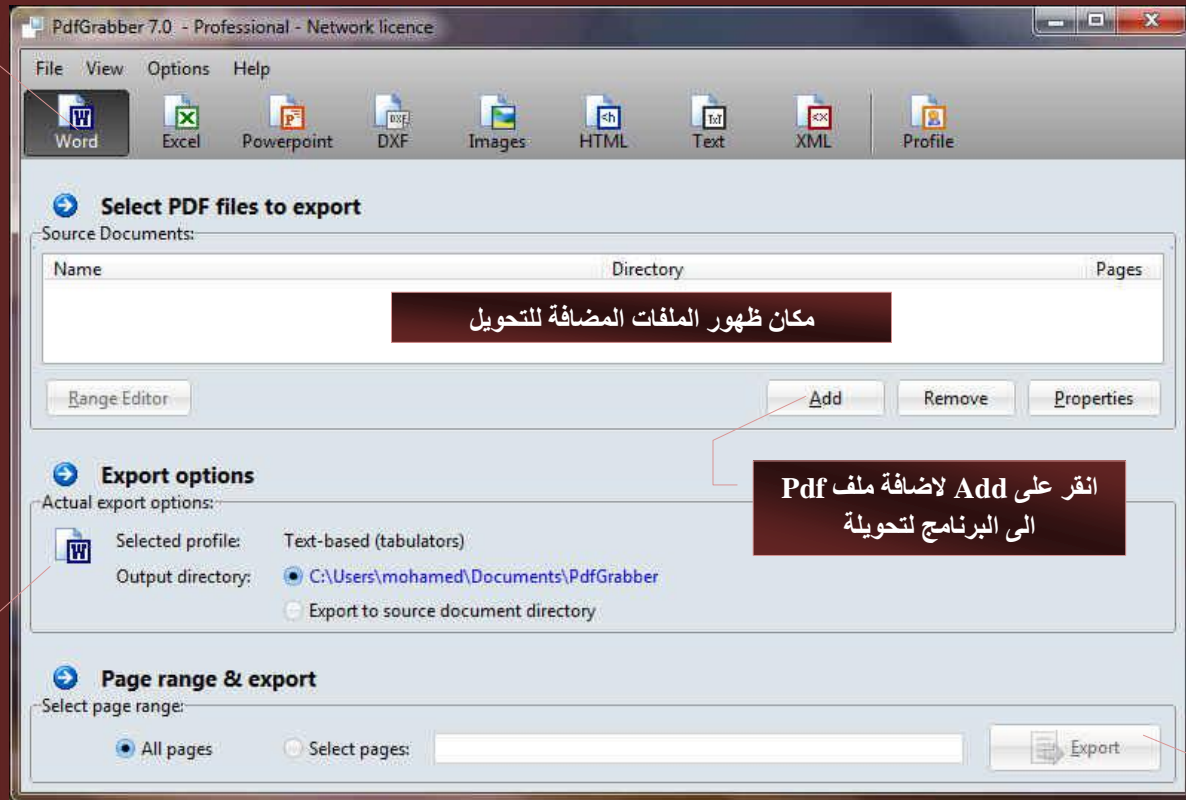 PdfGrabber 7.0 - Professional - Network licence
File View Options Help
Word Excel Powerpoint DXF Images HTML Text XML Profile
Select PDF files to export
Source Documents:
Name Directory Pages
مكان ظهور الملفات المضافة للتحويل
Range Editor Add Remove Properties
Export options
Actual export options:
انقر على Add لاضافة ملف Pdf
الى البرنامج لتحويلة
Selected profile: Text-based (tabulators)
Output directory: C:\Users\mohamed\Documents\PdfGrabber
Export to source document directory
Page range & export
Select page range:
All pages Select pages: Export